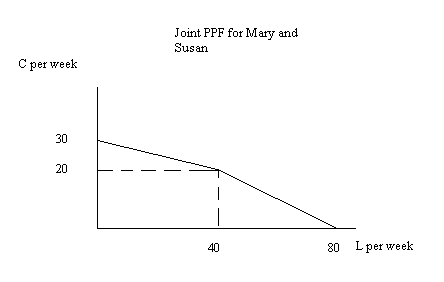 Joint PPF for Mary and
Susan
C per week
30
20
40
80
L per week